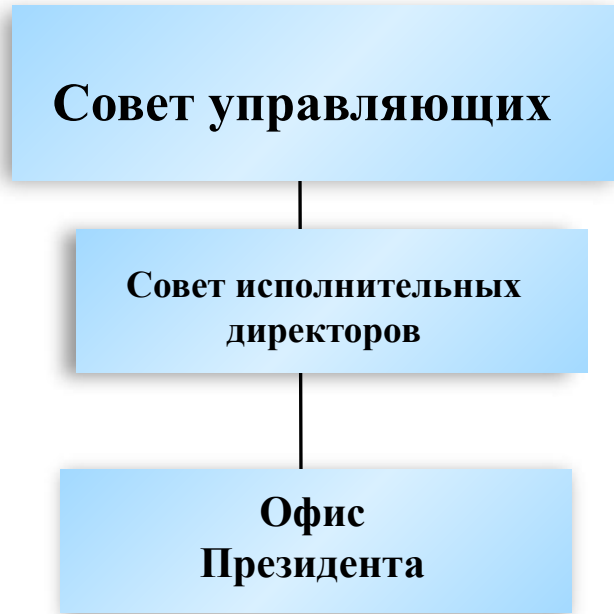 Совет управляющих
Совет исполнительных
директоров
Офис
Президента